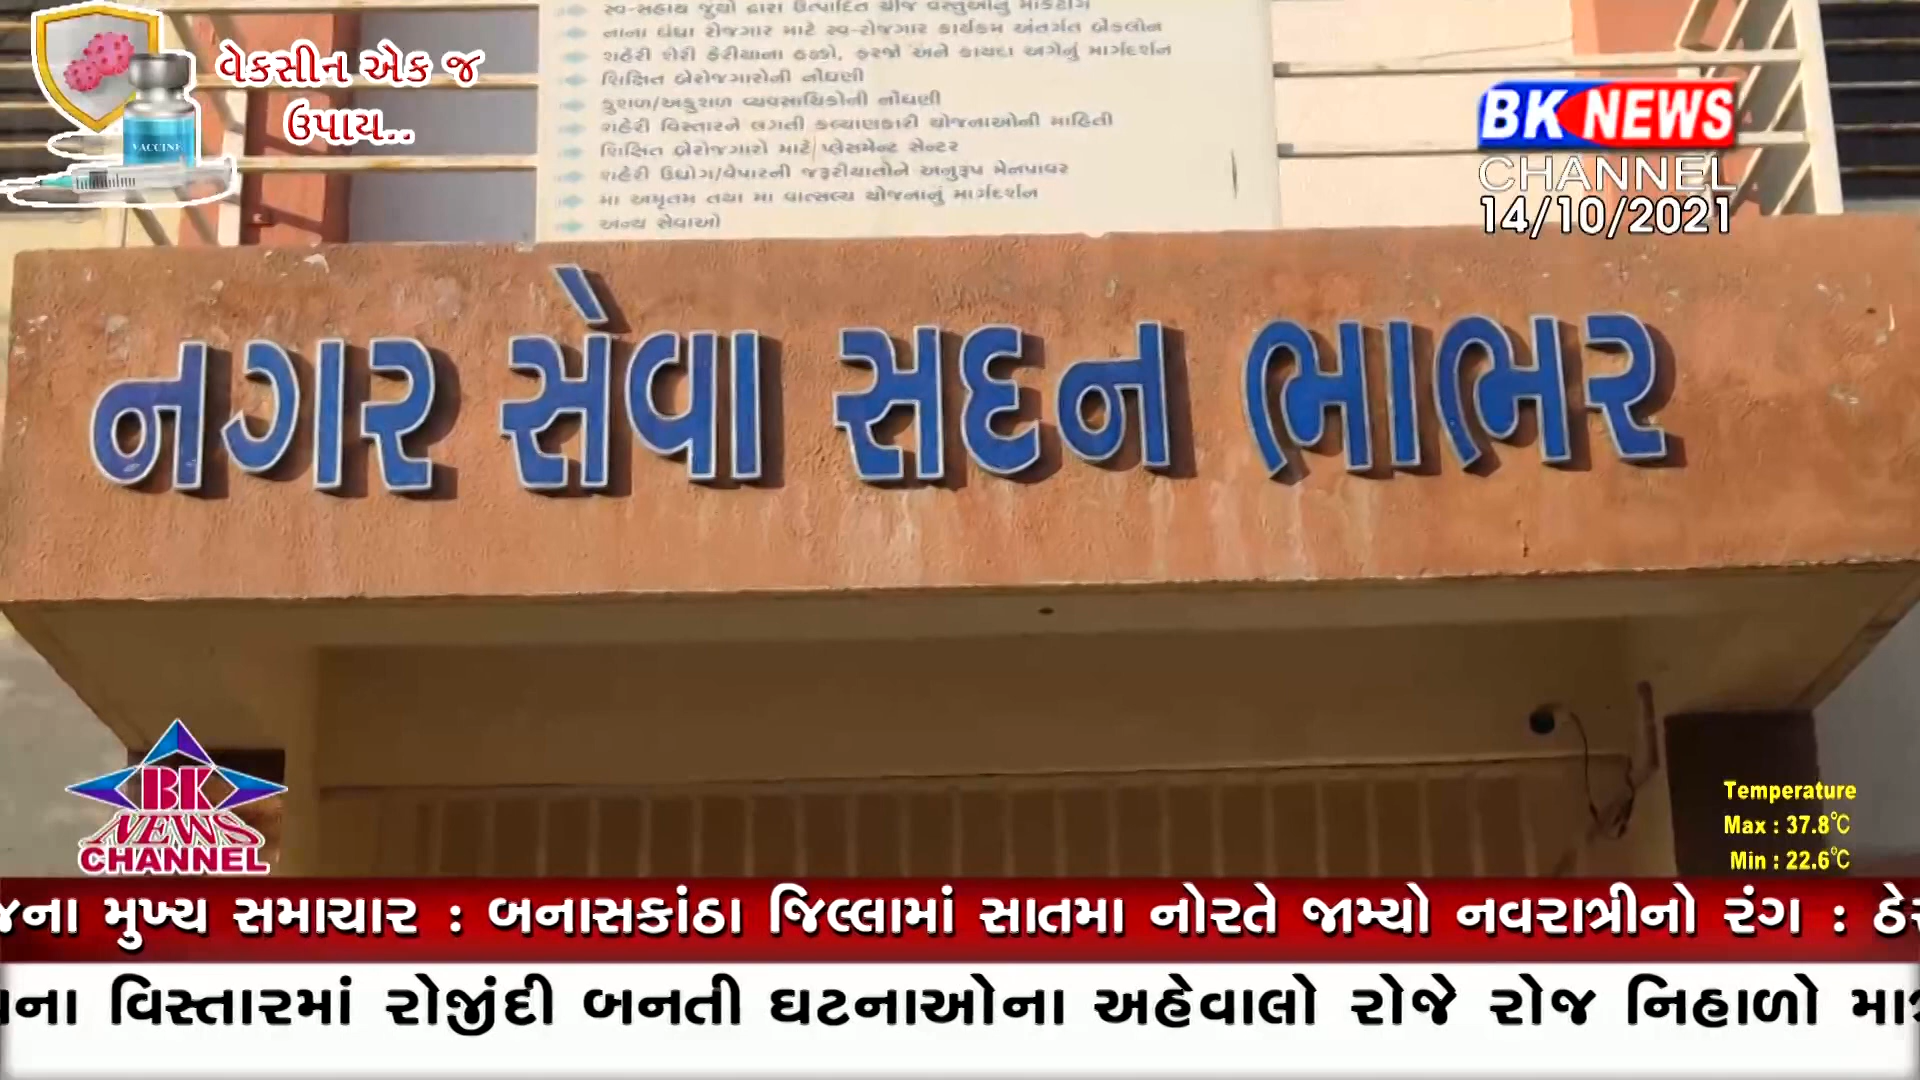 સ્વ-સહાય જુથો દ્વારા ઉત્પાદિત ચીજ વસ્તુઓનું માર્કેટીંગ
નાના ધંધા રોજગાર માટે સ્વ-રોજગાર કાર્યક્રમ અંતર્ગત બેંકલોન
શહેરી શેરી ફેરીયાના હક્કો, ફરજો અને કાયદા અંગેનું માર્ગદર્શન
શિક્ષિત બેરોજગારોની નોંધણી
કુશળ/અકુશળ વ્યવસાયિકોની નોંધણી
શહેરી વિસ્તારને લગતી કલ્યાણકારી યોજનાઓની માહિતી
શિક્ષિત બેરોજગારો માટે પ્લેસમેન્ટ સેન્ટર
શહેરી ઉદ્યોગ/વેપારની જરૂરીયાતોને અનુરૂપ મેનપાવર
મા અમૃતમ તથા મા વાત્સલ્ય યોજનાનું માર્ગદર્શન
અન્ય સેવાઓ
વેકસીન એક જ
ઉપાય..
VACCINE
BK NEWS
CHANNEL
14/10/2021
નગર સેવા સદન ભાભર
BK
NEWS
CHANNEL
Temperature
Max : 37.8°C
Min : 22.6°C
મુખ્ય સમાચાર : બનાસકાંઠા જિલ્લામાં સાતમા નોરતે જામ્યો નવરાત્રીનો રંગ :
વિસ્તારમાં રોજીંદી બનતી ઘટનાઓના અહેવાલો રોજે રોજ નિહાળો